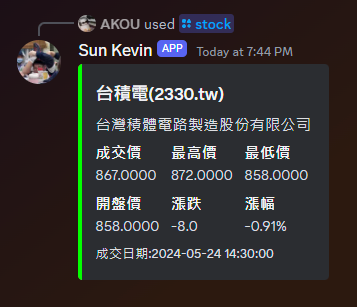 AKOU used stock
Sun Kevin APP Today at 7:44 PM
台積電(2330.tw)
台灣積體電路製造股份有限公司
成交價 最高價 最低價
867.0000 872.0000 858.0000
開盤價 漲跌 漲幅
858.0000 -8.0 -0.91%
成交日期:2024-05-24 14:30:00